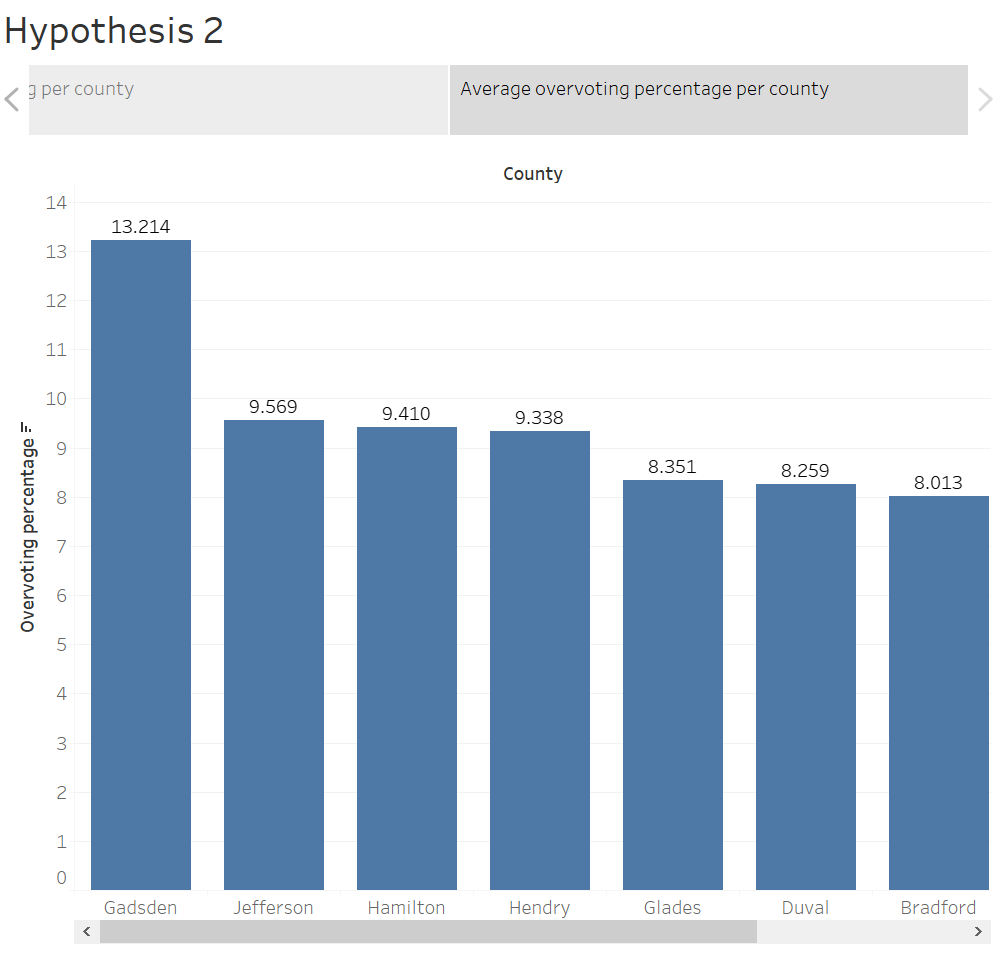 Hypothesis 2
g per county
Average overvoting percentage per county
County
14
13
12
11
10
9
8
7
6
5
4
3
2
1
0
Overvoting percentage
13.214
9.569
9.410
9.338
8.351
8.259
8.013
Gadsden
Jefferson
Hamilton
Hendry
Glades
Duval
Bradford